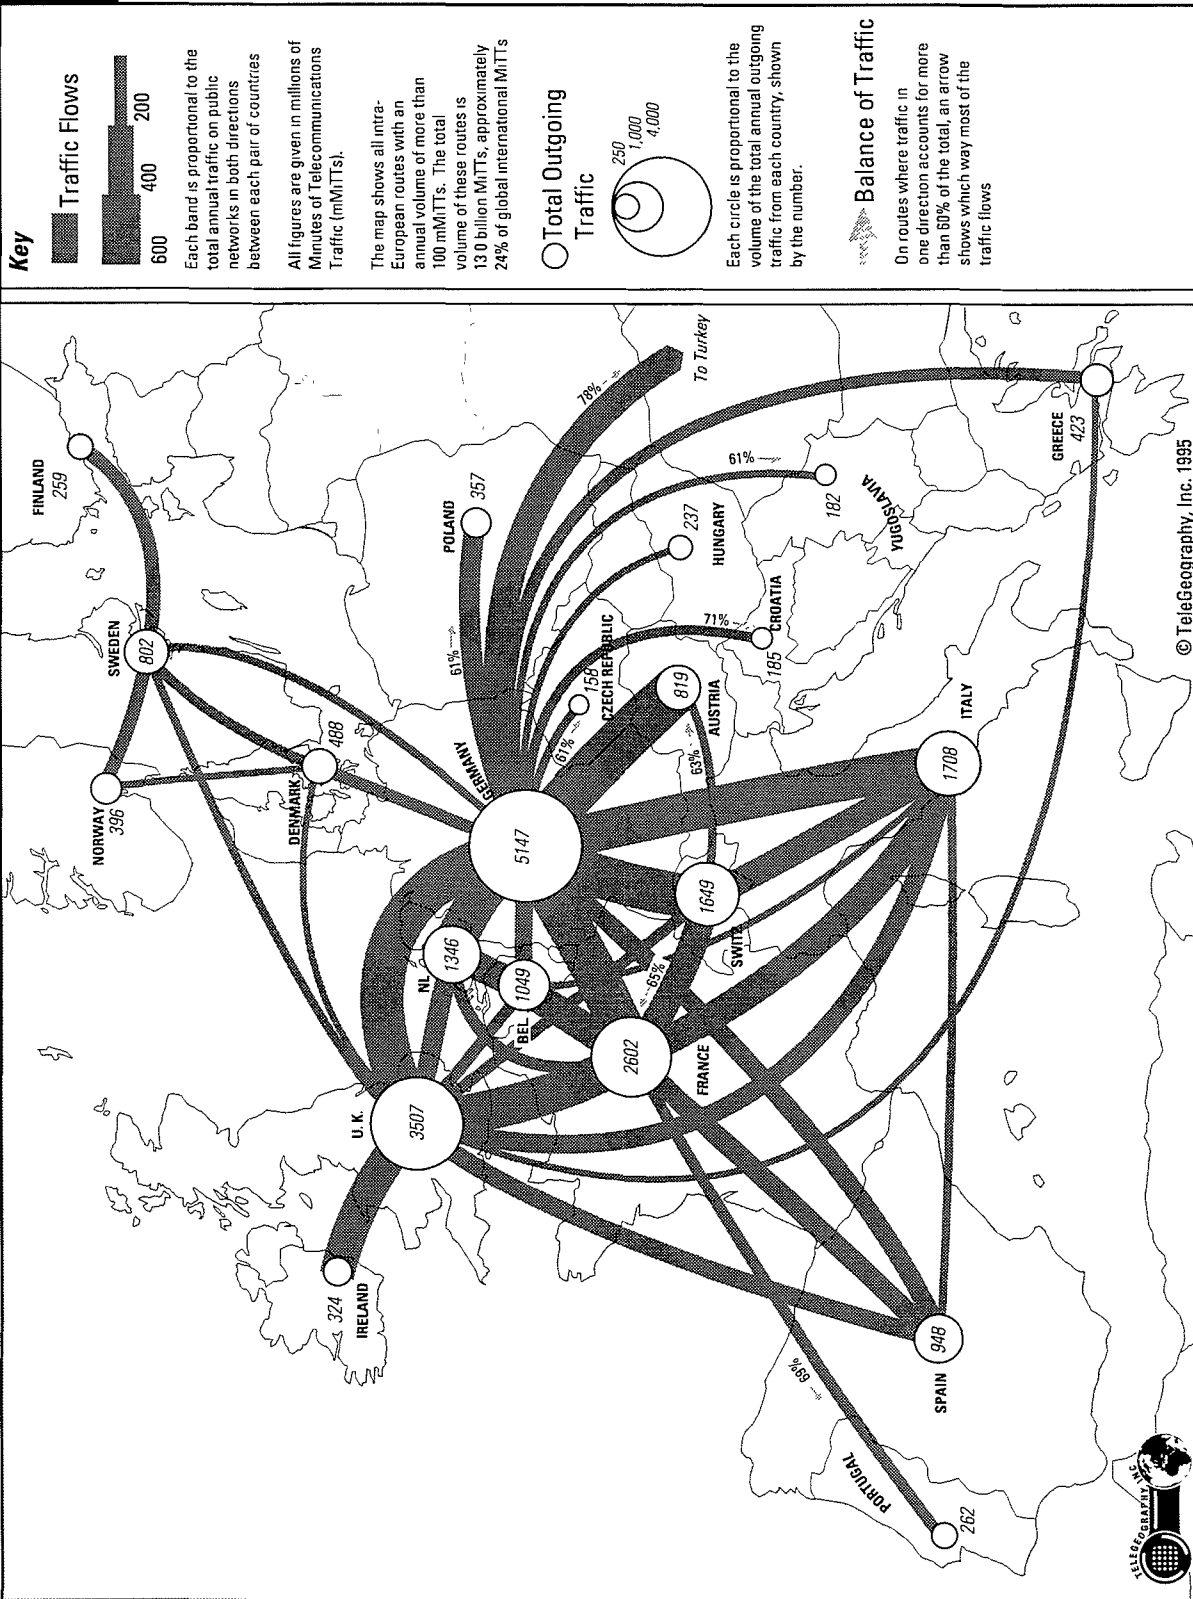 Key
Traffic Flows
600 400 200
Each band is proportional to the
total annual traffic on public
networks in both directions
between each pair of countries
All figures are given in millions of
Minutes of Telecommunications
Traffic (mMiTTs).
The map shows all intra-
European routes with an
annual volume of more than
100 mMiTTs. The total
volume of these routes is
13 0 billion MiTTs, approximately
24% of global international MiTTs
Total Outgoing
Traffic
250
1,000
4,000
Each circle is proportional to the
volume of the total annual outgoing
traffic from each country, shown
by the number.
Balance of Traffic
On routes where traffic in
one direction accounts for more
than 60% of the total, an arrow
shows which way most of the
traffic flows
FINLAND
259
SWEDEN
802
NORWAY
396
DENMARK
488
POLAND
357
61%
78%
To Turkey
GERMANY
5147
61%
158
CZECH REPUBLIC
HUNGARY
237
61%
182
YUGOSLAVIA
71%
CROATIA
185
819
AUSTRIA
63%
GREECE
423
ITALY
1708
1649
SWITZ
NL
1346
BEL
1049
65%
2602
FRANCE
U.K.
3507
324
IRELAND
SPAIN
948
69%
PORTUGAL
262
TELEGEOGRAPHY, INC.
© TeleGeography, Inc. 1995